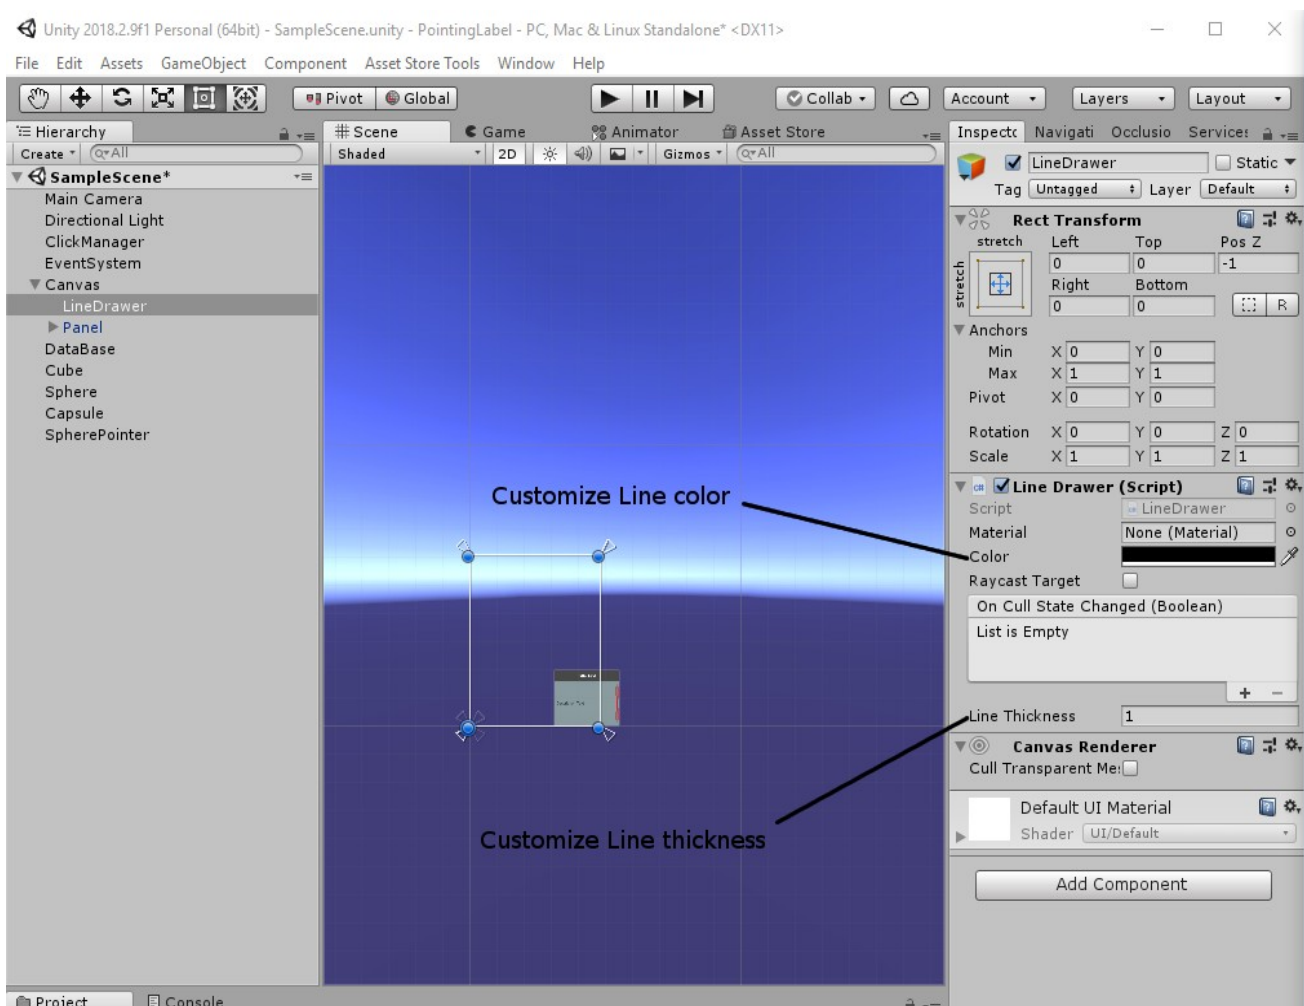 Unity 2018.2.9f1 Personal (64bit) - SampleScene.unity - PointingLabel - PC, Mac & Linux Standalone* <DX11>
File Edit Assets GameObject Component Asset Store Tools Window Help
Pivot Global Collab Account Layers Layout
Hierarchy
Create All
SampleScene*
Main Camera
Directional Light
ClickManager
EventSystem
Canvas
LineDrawer
Panel
DataBase
Cube
Sphere
Capsule
SpherePointer
Scene Game Animator Asset Store
Shaded 2D Gizmos All
Customize Line color
Customize Line thickness
Inspectc Navigati Occlusio Service:
LineDrawer Static
Tag Untagged Layer Default
Rect Transform
stretch Left Top Pos Z
stretch
0 0 -1
Right Bottom
0 0 R
Anchors
Min X 0 Y 0
Max X 1 Y 1
Pivot X 0 Y 0
Rotation X 0 Y 0 Z 0
Scale X 1 Y 1 Z 1
C# Line Drawer (Script)
Script LineDrawer
Material None (Material)
Color
Raycast Target
On Cull State Changed (Boolean)
List is Empty
+ −
Line Thickness 1
Canvas Renderer
Cull Transparent Me:
Default UI Material
Shader UI/Default
Add Component
Project Console